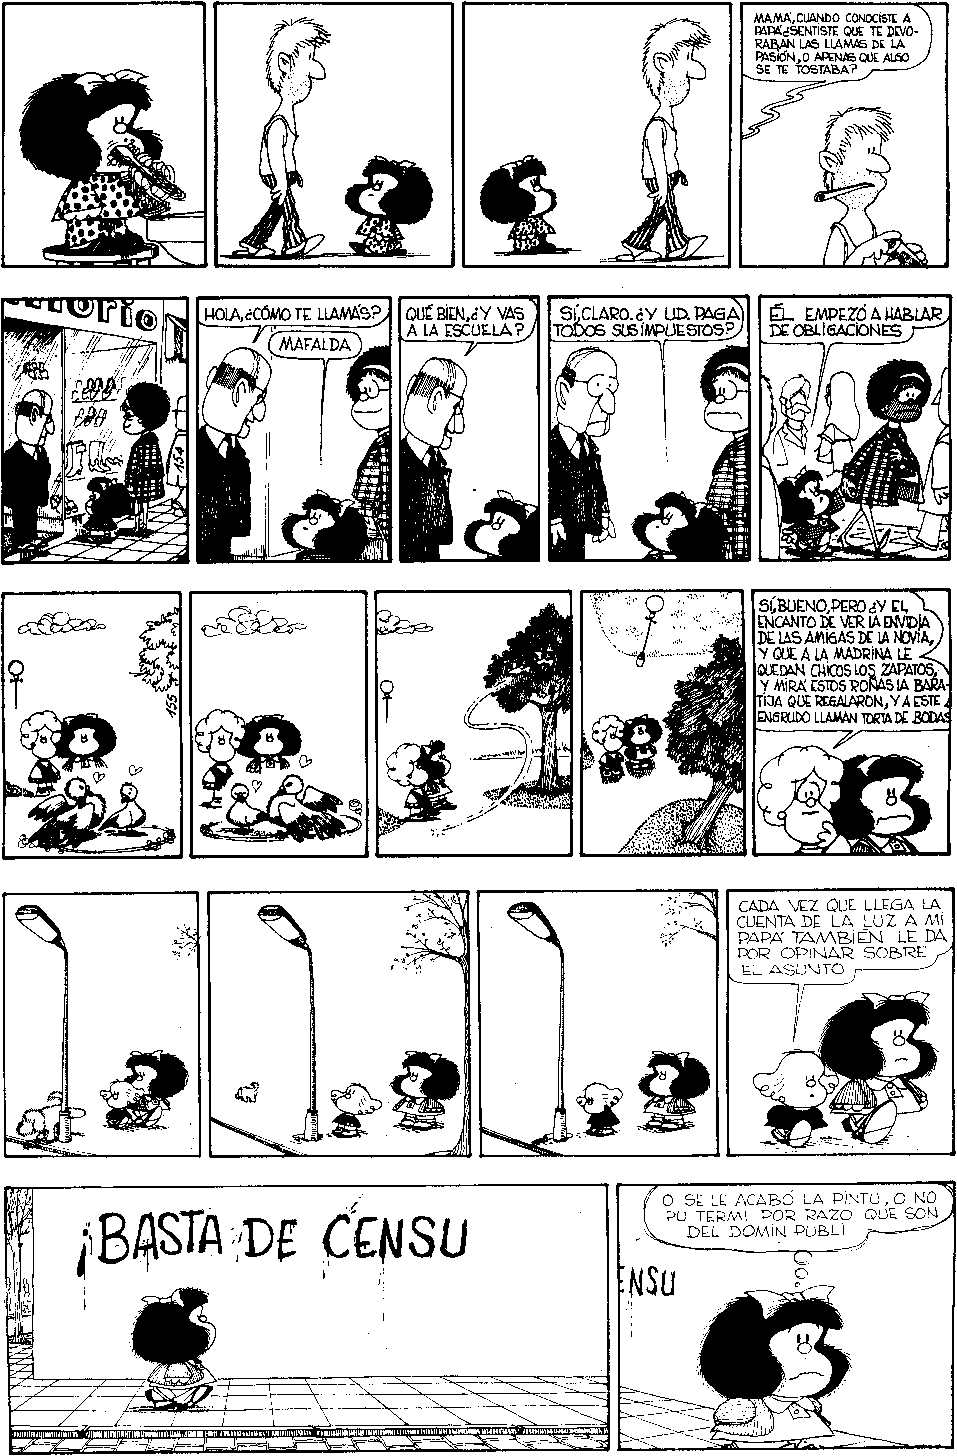 MAMÁ, CUANDO CONOCISTE A
PAPÁ ¿SENTISTE QUE TE DEVO-
RABAN LAS LLAMAS DE LA
PASIÓN, O APENAS QUE ALGO
SE TE TOSTABA?
HOLA, ¿CÓMO TE LLAMÁS?
MAFALDA
QUÉ BIEN, ¿Y VAS
A LA ESCUELA?
SÍ, CLARO. ¿Y UD. PAGA
TODOS SUS IMPUESTOS?
ÉL EMPEZÓ A HABLAR
DE OBLIGACIONES
154
155
SÍ, BUENO, PERO ¿Y EL
ENCANTO DE VER LA ENVIDIA
DE LAS AMIGAS DE LA NOVIA,
Y QUE A LA MADRINA LE
QUEDAN CHICOS LOS ZAPATOS,
Y MIRÁ ESTOS ROÑAS LA BARA-
TIJA QUE REGALARON, Y A ESTE
ENGRUDO LLAMAN TORTA DE BODAS
CADA VEZ QUE LLEGA LA
CUENTA DE LA LUZ A MI
PAPÁ TAMBIÉN LE DA
POR OPINAR SOBRE
EL ASUNTO
¡BASTA DE CENSU
O SE LE ACABÓ LA PINTU, O NO
PU TERMI POR RAZO QUE SON
DEL DOMIN PUBLI
ENSU